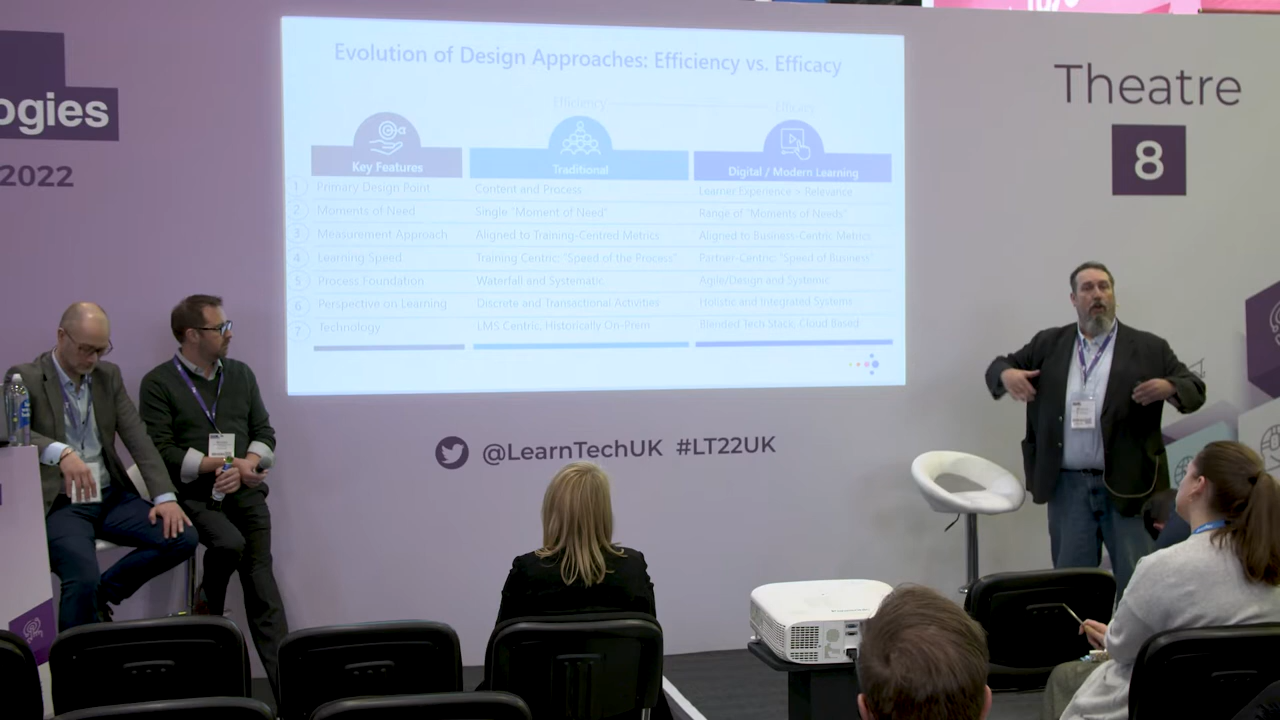 ogies
2022
Evolution of Design Approaches: Efficiency vs. Efficacy
Efficiency Efficacy
Key Features Traditional Digital / Modern Learning
1 Primary Design Point Content and Process Learner Experience > Relevance
2 Moments of Need Single "Moment of Need" Range of "Moments of Needs"
3 Measurement Approach Aligned to Training-Centred Metrics Aligned to Business-Centric Metrics
4 Learning Speed Training Centric: "Speed of the Process" Partner-Centric: "Speed of Business"
5 Process Foundation Waterfall and Systematic Agile/Design and Systemic
6 Perspective on Learning Discrete and Transactional Activities Holistic and Integrated Systems
7 Technology LMS Centric, Historically On-Prem Blended Tech Stack, Cloud Based
@LearnTechUK #LT22UK
Theatre
8